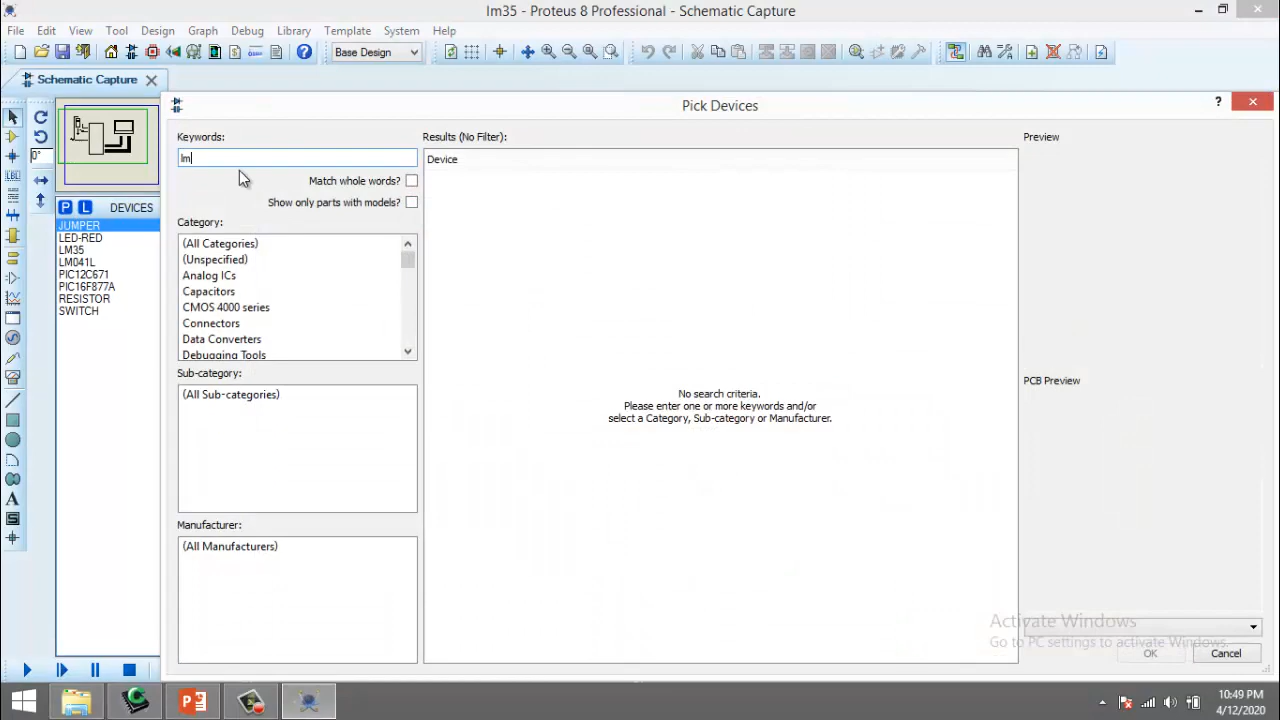 lm35 - Proteus 8 Professional - Schematic Capture
File Edit View Tool Design Graph Debug Library Template System Help
Base Design
Schematic Capture
Pick Devices
?
Keywords:
Results (No Filter):
Preview
lm
Device
0°
LBL
Match whole words?
Show only parts with models?
P L DEVICES
Category:
JUMPER
LED-RED
LM35
LM041L
PIC12C671
PIC16F877A
RESISTOR
SWITCH
(All Categories)
(Unspecified)
Analog ICs
Capacitors
CMOS 4000 series
Connectors
Data Converters
Debugging Tools
Sub-category:
(All Sub-categories)
No search criteria.
Please enter one or more keywords and/or
select a Category, Sub-category or Manufacturer.
PCB Preview
A
S
Manufacturer:
(All Manufacturers)
Activate Windows
Go to PC settings to activate Windows.
OK Cancel
10:49 PM
4/12/2020